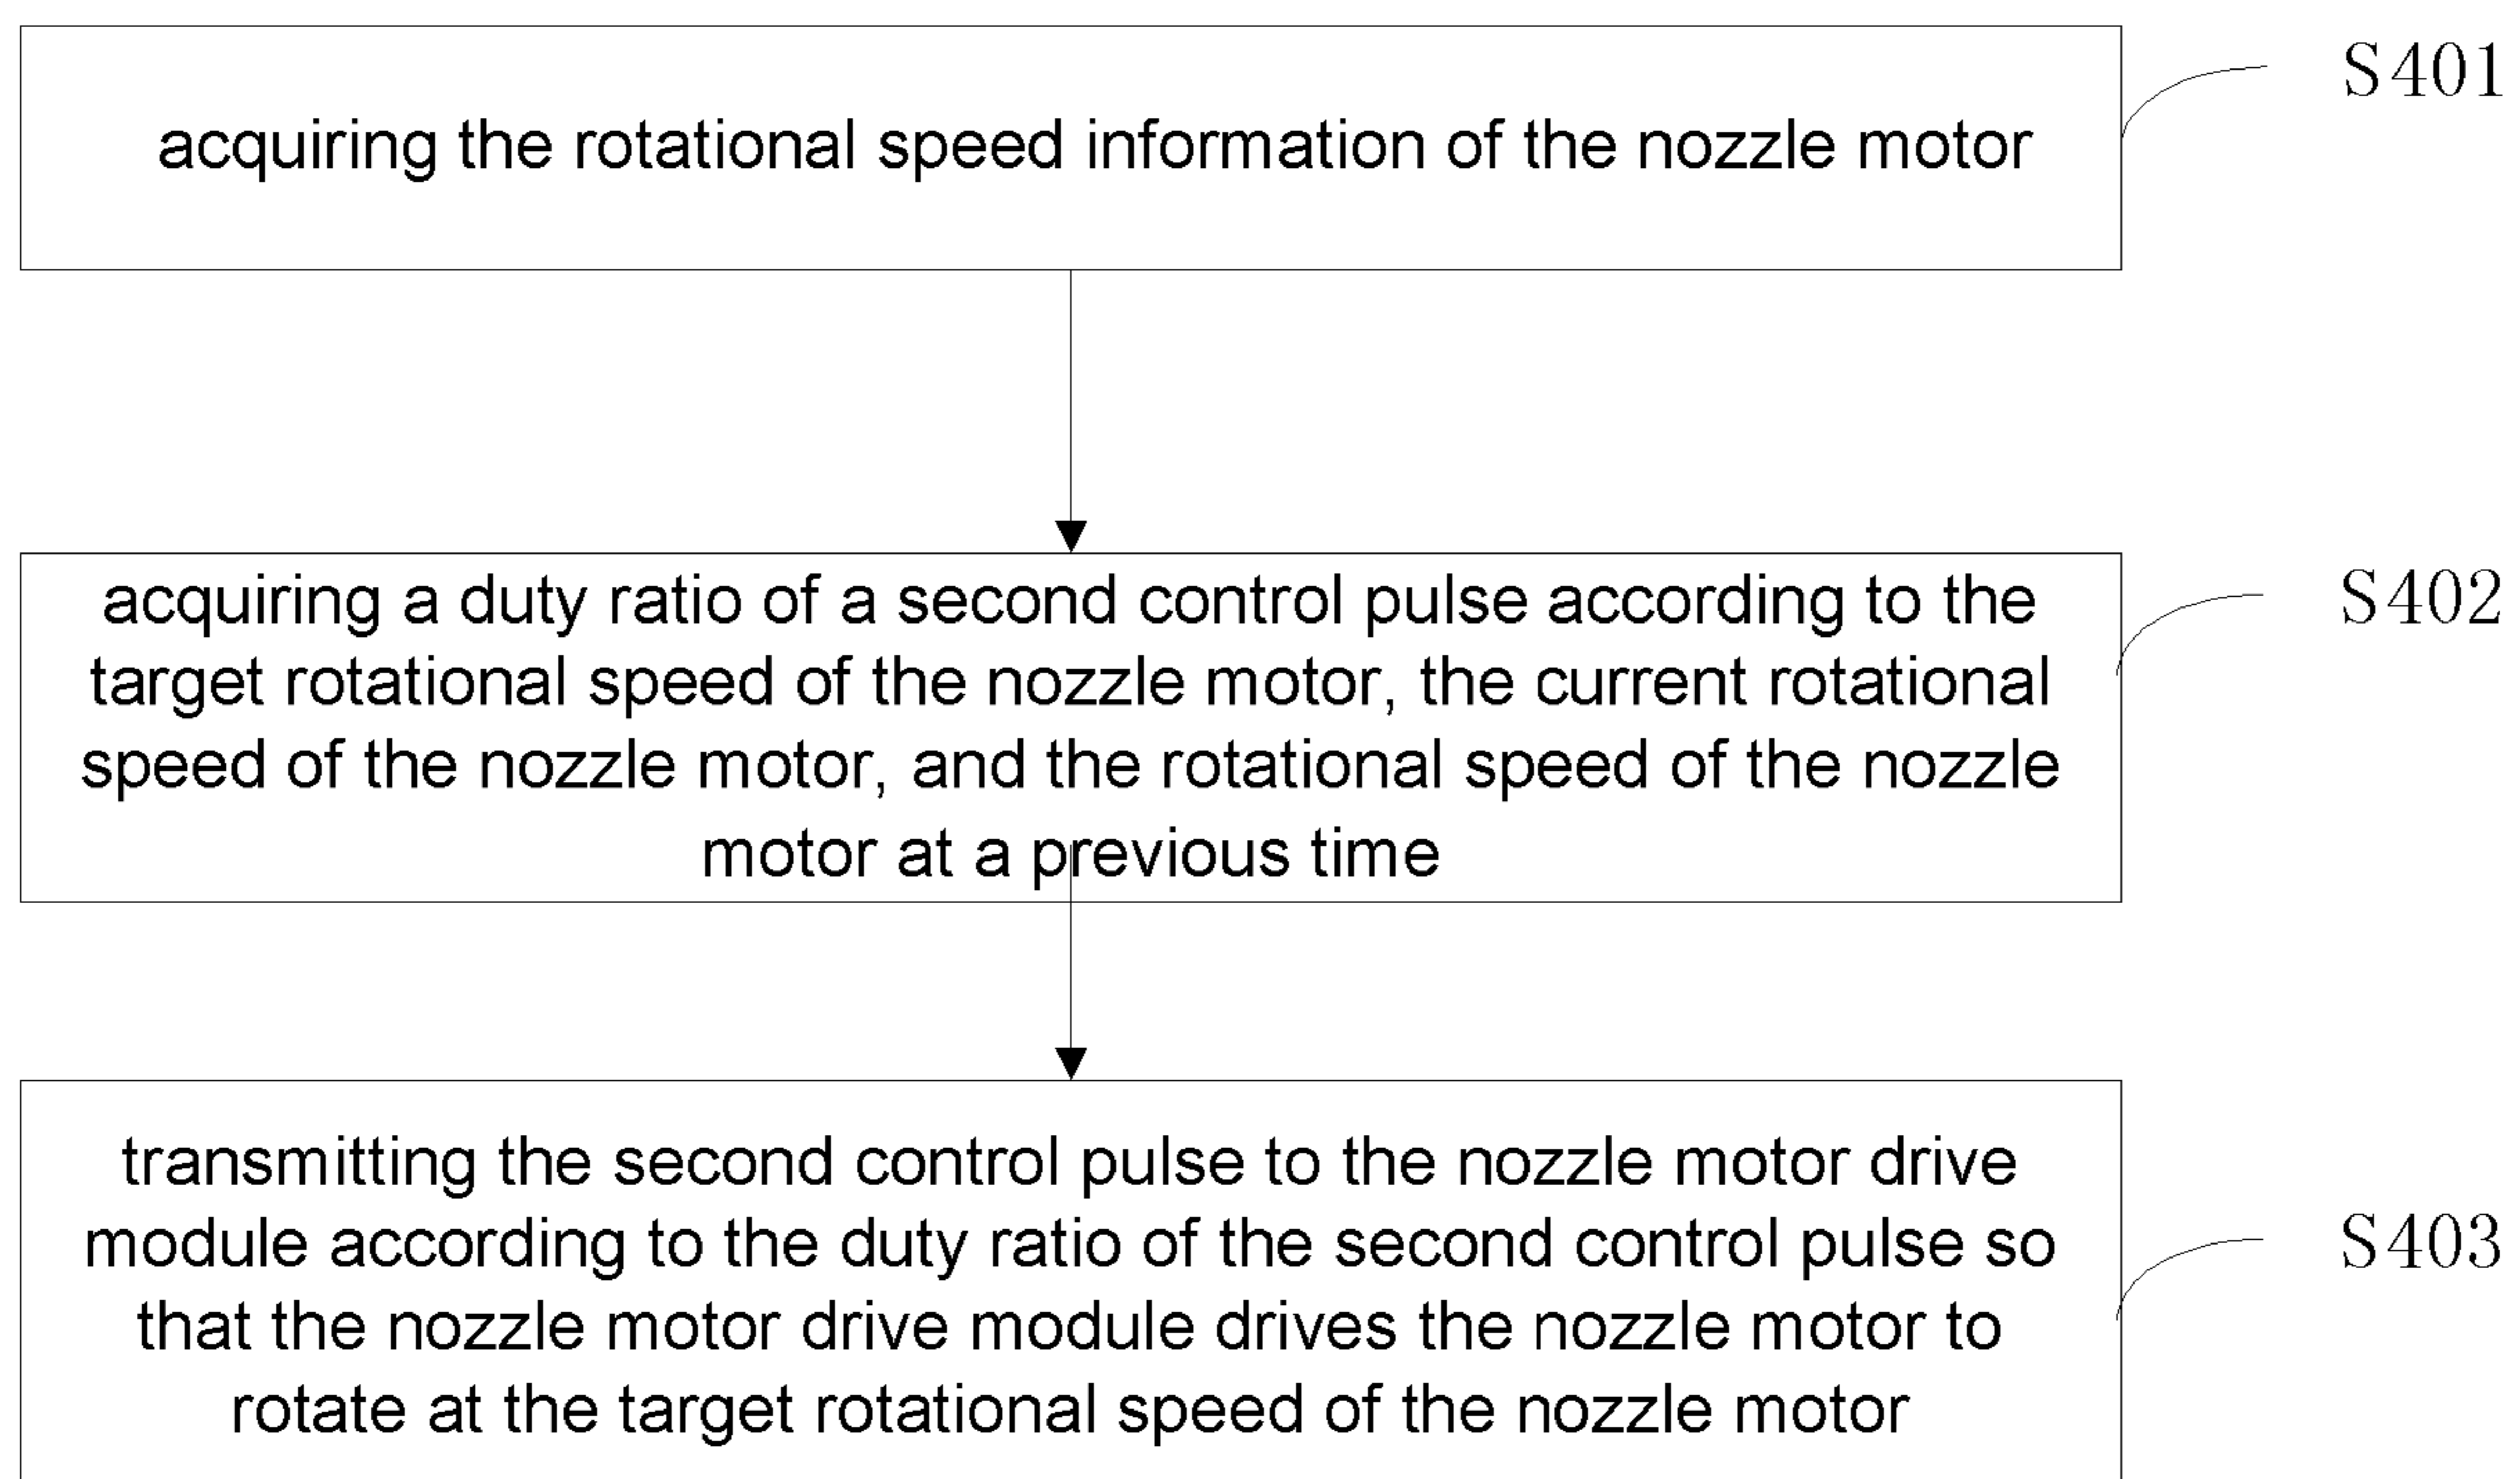 acquiring the rotational speed information of the nozzle motor
S401
acquiring a duty ratio of a second control pulse according to the
target rotational speed of the nozzle motor, the current rotational
speed of the nozzle motor, and the rotational speed of the nozzle
motor at a previous time
S402
transmitting the second control pulse to the nozzle motor drive
module according to the duty ratio of the second control pulse so
that the nozzle motor drive module drives the nozzle motor to
rotate at the target rotational speed of the nozzle motor
S403